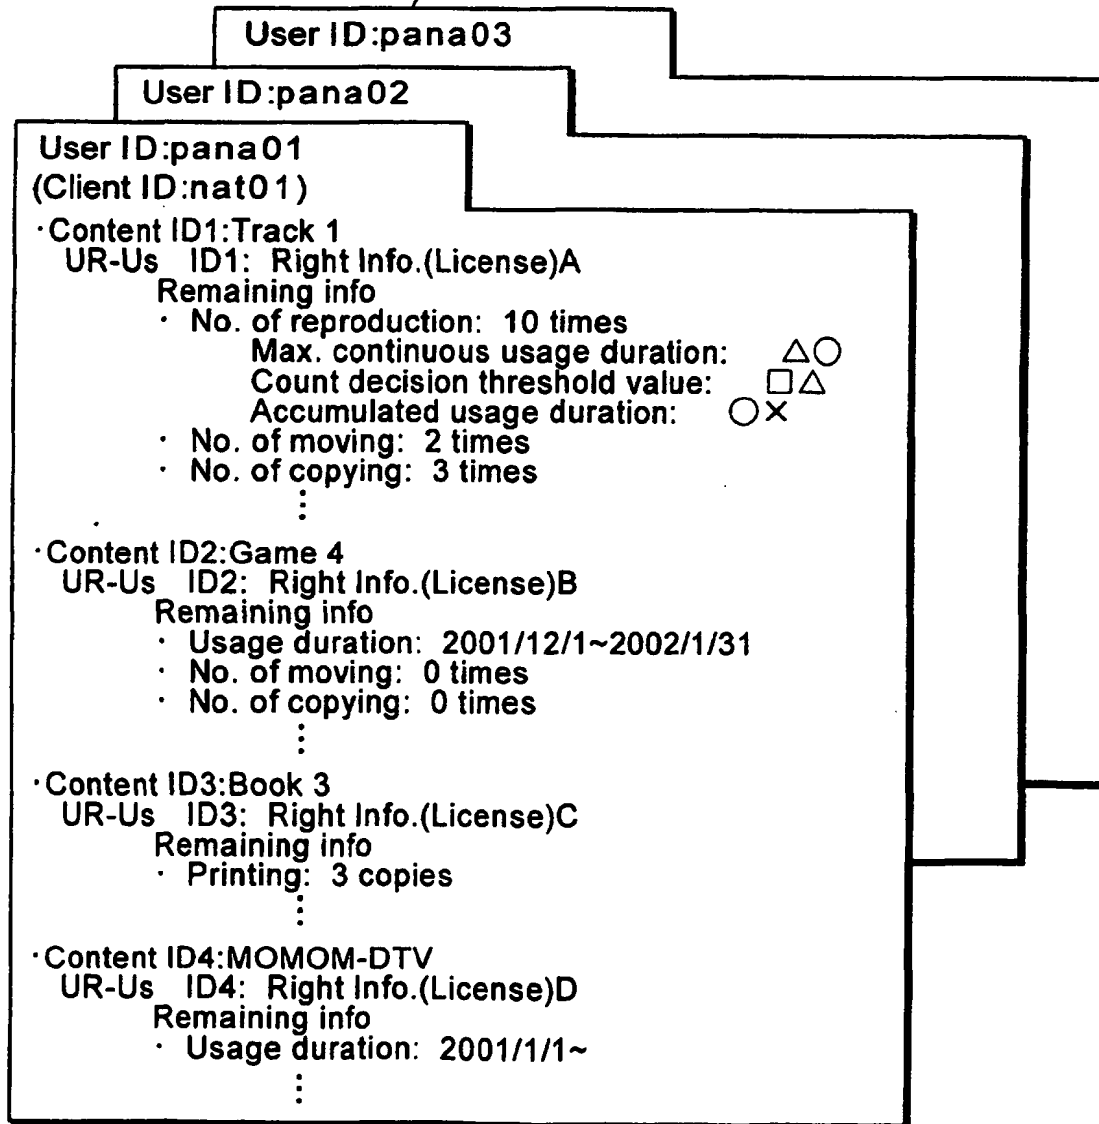 User ID:pana03
User ID:pana02
User ID:pana01
(Client ID:nat01)
·Content ID1:Track 1
UR-Us ID1: Right Info.(License)A
Remaining info
· No. of reproduction: 10 times
Max. continuous usage duration: △○
Count decision threshold value: □△
Accumulated usage duration: ○×
· No. of moving: 2 times
· No. of copying: 3 times
⋮
·Content ID2:Game 4
UR-Us ID2: Right Info.(License)B
Remaining info
· Usage duration: 2001/12/1~2002/1/31
· No. of moving: 0 times
· No. of copying: 0 times
⋮
·Content ID3:Book 3
UR-Us ID3: Right Info.(License)C
Remaining info
· Printing: 3 copies
⋮
·Content ID4:MOMOM-DTV
UR-Us ID4: Right Info.(License)D
Remaining info
· Usage duration: 2001/1/1~
⋮